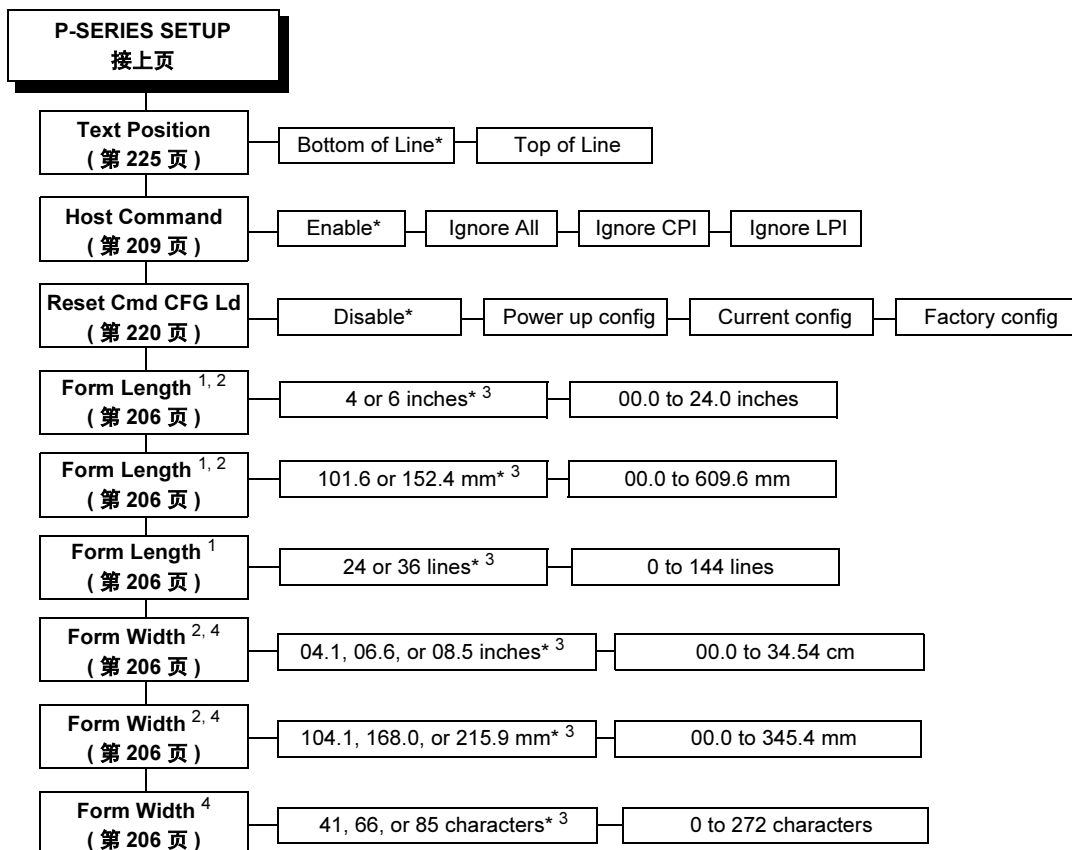 P-SERIES SETUP
接上页
Text Position
( 第 225 页 )
Bottom of Line*
Top of Line
Host Command
( 第 209 页 )
Enable*
Ignore All
Ignore CPI
Ignore LPI
Reset Cmd CFG Ld
( 第 220 页 )
Disable*
Power up config
Current config
Factory config
Form Length 1, 2
( 第 206 页 )
4 or 6 inches* 3
00.0 to 24.0 inches
Form Length 1, 2
( 第 206 页 )
101.6 or 152.4 mm* 3
00.0 to 609.6 mm
Form Length 1
( 第 206 页 )
24 or 36 lines* 3
0 to 144 lines
Form Width 2, 4
( 第 206 页 )
04.1, 06.6, or 08.5 inches* 3
00.0 to 34.54 cm
Form Width 2, 4
( 第 206 页 )
104.1, 168.0, or 215.9 mm* 3
00.0 to 345.4 mm
Form Width 4
( 第 206 页 )
41, 66, or 85 characters* 3
0 to 272 characters